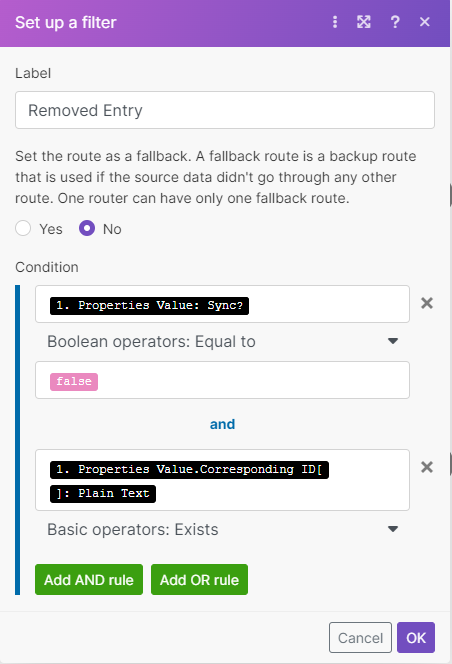 Set up a filter
Label
Removed Entry
Set the route as a fallback. A fallback route is a backup route
that is used if the source data didn't go through any other
route. One router can have only one fallback route.
Yes No
Condition
1. Properties Value: Sync?
Boolean operators: Equal to
false
and
1. Properties Value.Corresponding ID[
]: Plain Text
Basic operators: Exists
Add AND rule Add OR rule
Cancel OK